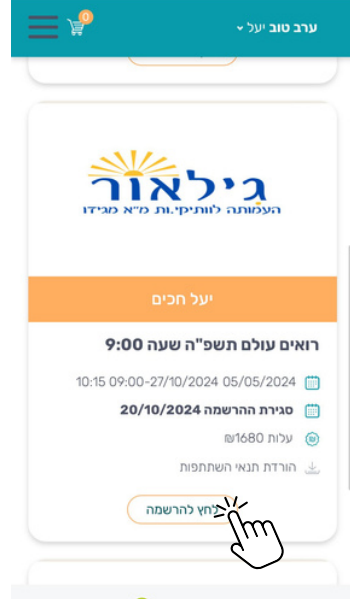 ערב טוב יעל
0
גילאור
העמותה לוותיקי.ות מ"א מגידו
יעל חכים
רואים עולם תשפ"ה שעה 9:00
10:15 09:00-27/10/2024 05/05/2024
סגירת ההרשמה 20/10/2024
עלות ₪1680
הורדת תנאי השתתפות
לחץ להרשמה